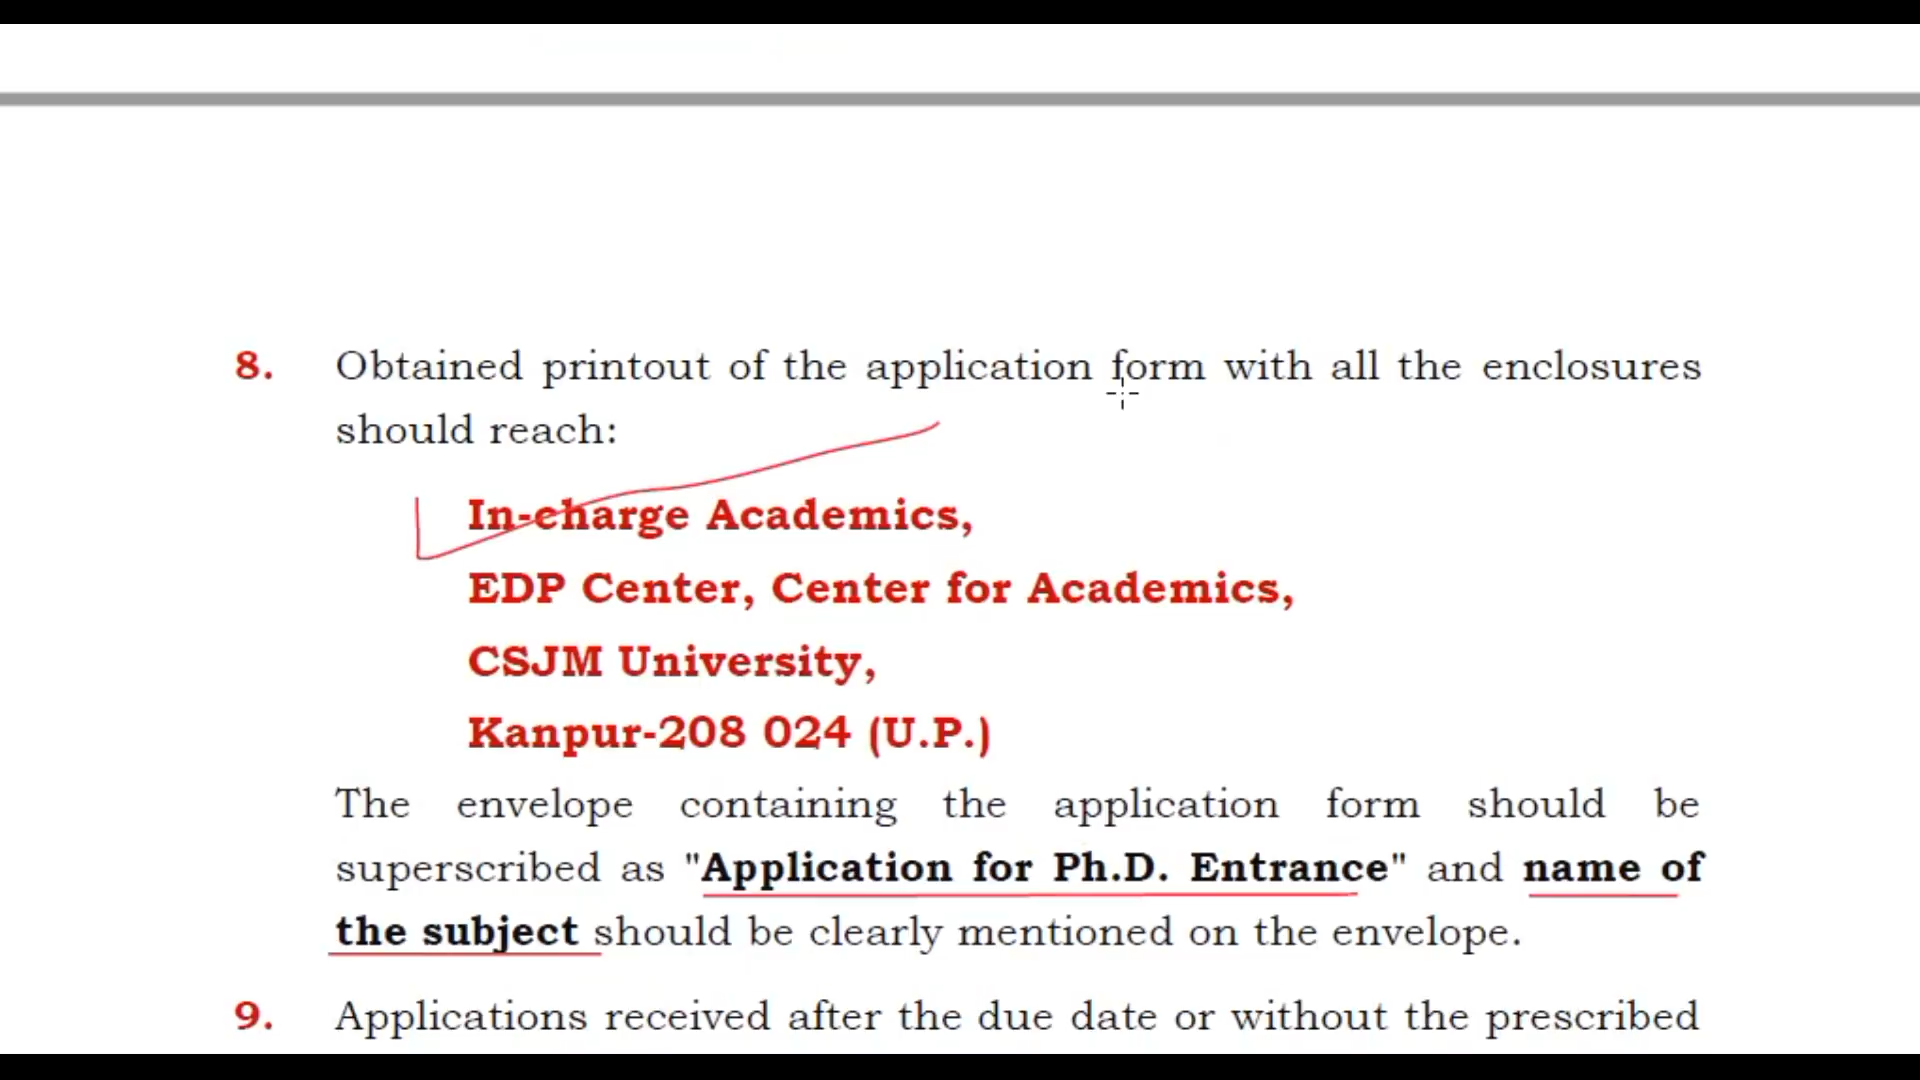 8. Obtained printout of the application form with all the enclosures
should reach:
In-charge Academics,
EDP Center, Center for Academics,
CSJM University,
Kanpur-208 024 (U.P.)
The envelope containing the application form should be
superscribed as "Application for Ph.D. Entrance" and name of
the subject should be clearly mentioned on the envelope.
9. Applications received after the due date or without the prescribed